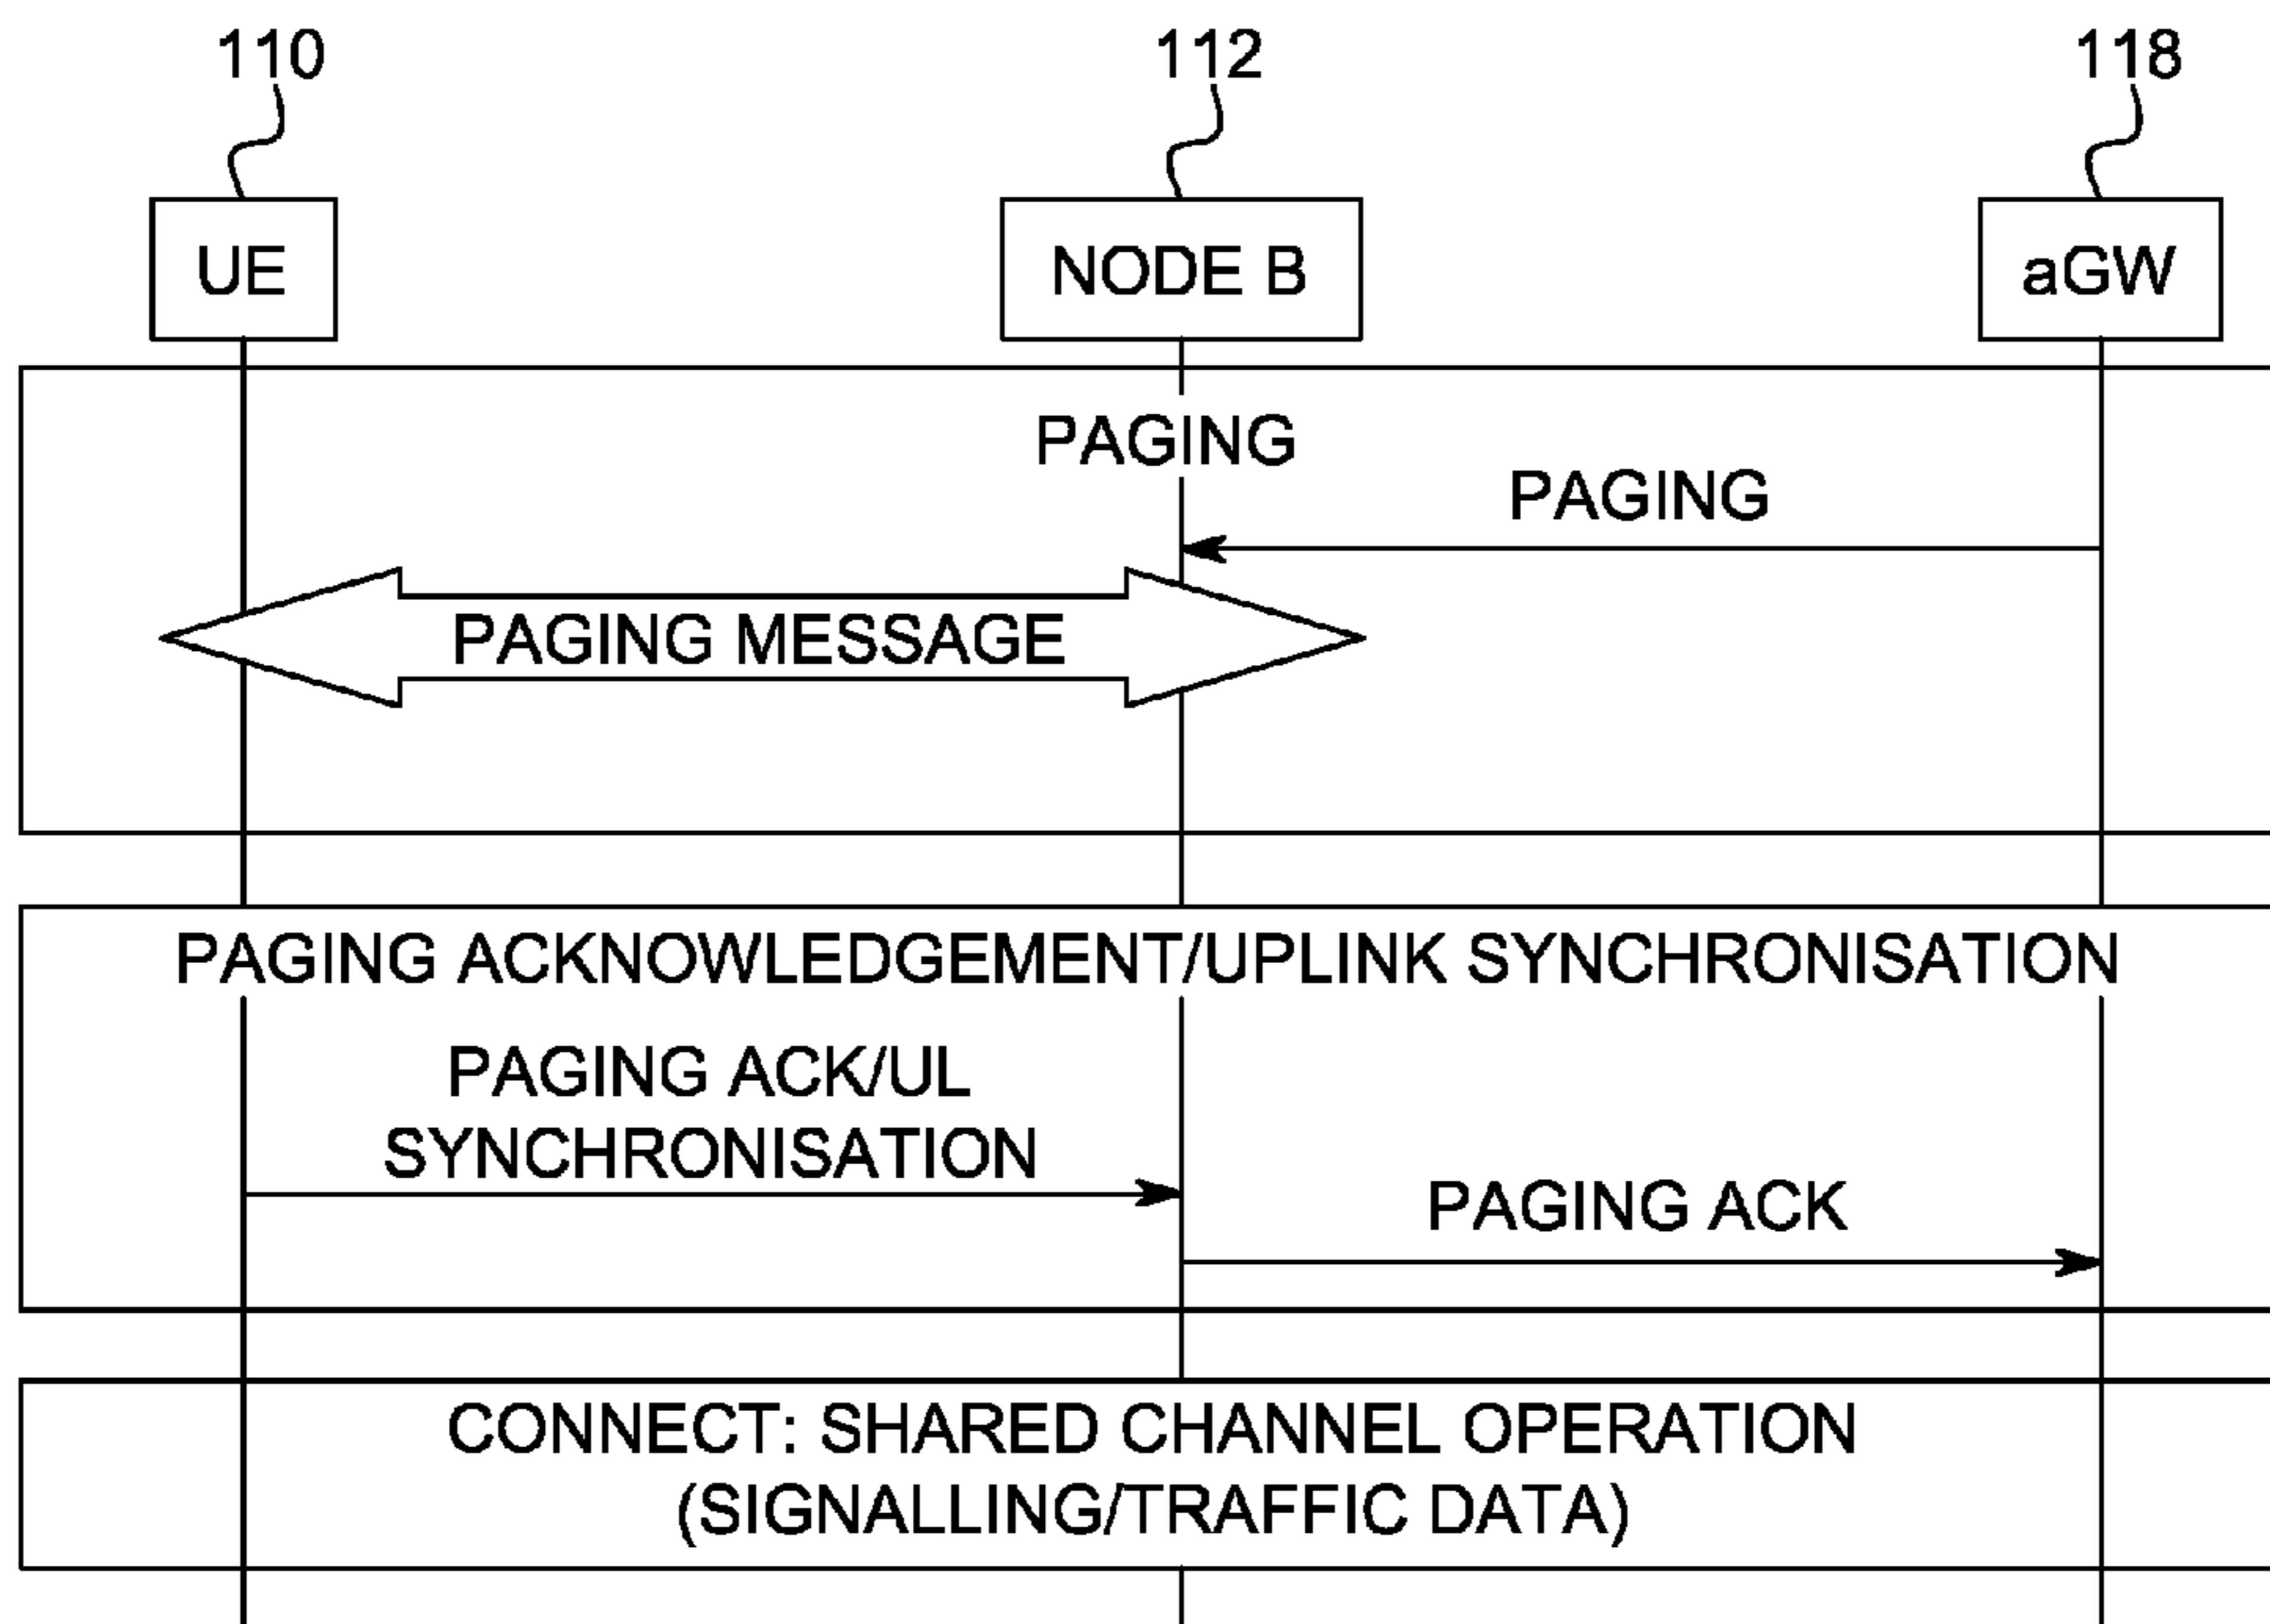 110
112
118
UE
NODE B
aGW
PAGING
PAGING
PAGING MESSAGE
PAGING ACKNOWLEDGEMENT/UPLINK SYNCHRONISATION
PAGING ACK/UL
SYNCHRONISATION
PAGING ACK
CONNECT: SHARED CHANNEL OPERATION
(SIGNALLING/TRAFFIC DATA)